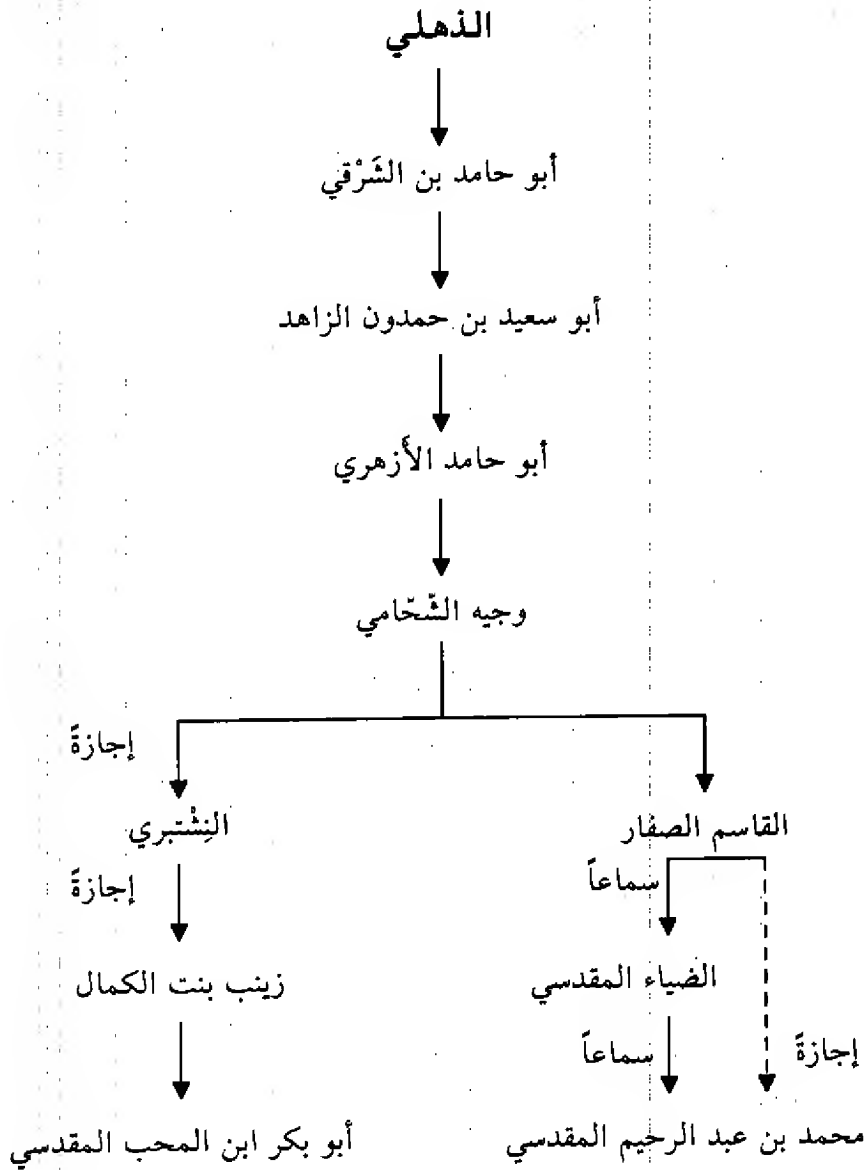 الذهلي
أبو حامد بن الشَرْقي
أبو سعيد بن حمدون الزاهد
أبو حامد الأزهري
وجيه الشّحّامي
إجازةً
القاسم الصفار
النِشْتبري
سماعاً
إجازةً
الضياء المقدسي
زينب بنت الكمال
إجازةً
سماعاً
محمد بن عبد الرحيم المقدسي
أبو بكر ابن المحب المقدسي